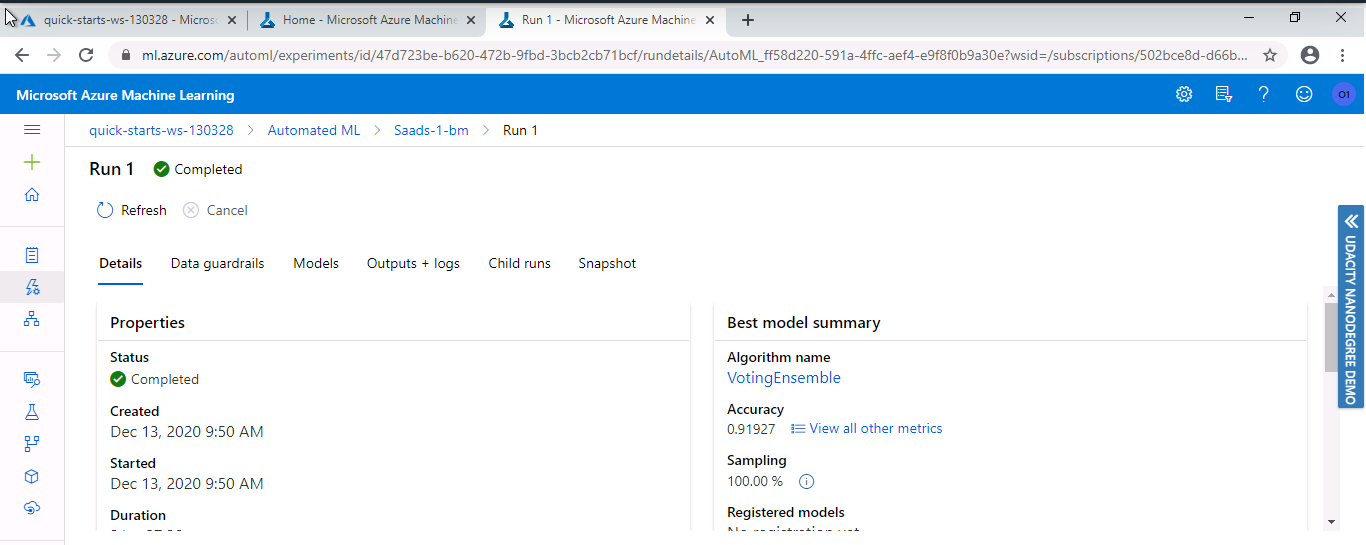 quick-starts-ws-130328 - Micros
Home - Microsoft Azure Machine
Run 1 - Microsoft Azure Machine
ml.azure.com/automl/experiments/id/47d723be-b620-472b-9fbd-3bcb2cb71bcf/rundetails/AutoML_ff58d220-591a-4ffc-aef4-e9f8f0b9a30e?wsid=/subscriptions/502bce8d-d66b...
Microsoft Azure Machine Learning
O1
quick-starts-ws-130328 > Automated ML > Saads-1-bm > Run 1
Run 1 Completed
Refresh Cancel
Details Data guardrails Models Outputs + logs Child runs Snapshot
Properties
Status
Completed
Created
Dec 13, 2020 9:50 AM
Started
Dec 13, 2020 9:50 AM
Duration
Best model summary
Algorithm name
VotingEnsemble
Accuracy
0.91927 View all other metrics
Sampling
100.00 %
Registered models
No registration yet
UDACITY NANODEGREE DEMO